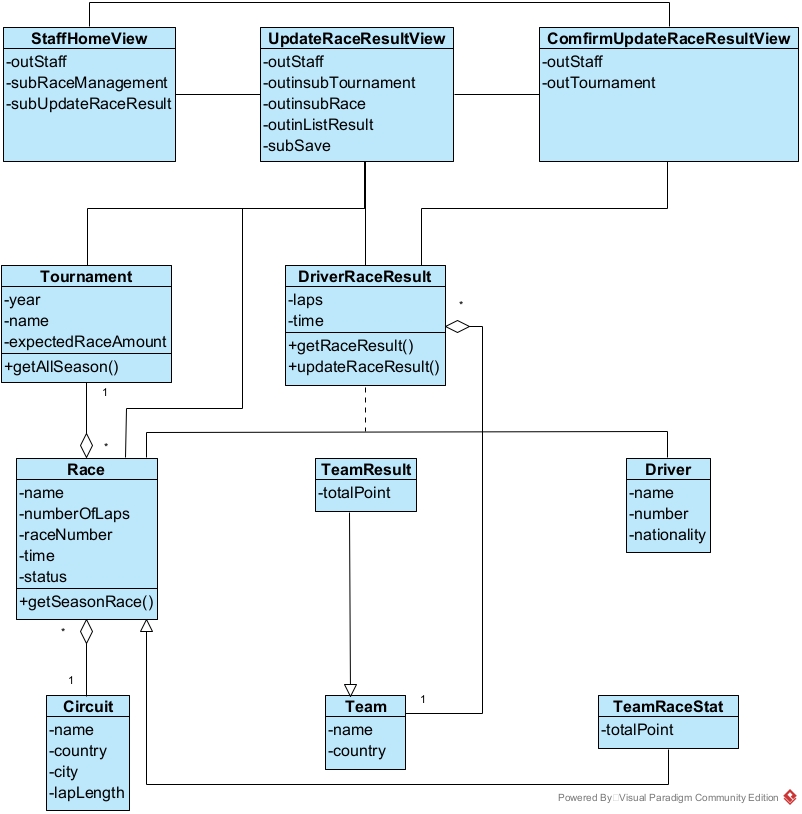 StaffHomeView
-outStaff
-subRaceManagement
-subUpdateRaceResult
UpdateRaceResultView
-outStaff
-outinsubTournament
-outinsubRace
-outinListResult
-subSave
ComfirmUpdateRaceResultView
-outStaff
-outTournament
Tournament
-year
-name
-expectedRaceAmount
+getAllSeason()
DriverRaceResult
-laps
-time
+getRaceResult()
+updateRaceResult()
*
1
*
Race
-name
-numberOfLaps
-raceNumber
-time
-status
+getSeasonRace()
TeamResult
-totalPoint
Driver
-name
-number
-nationality
*
1
Circuit
-name
-country
-city
-lapLength
Team
-name
-country
1
TeamRaceStat
-totalPoint
Powered By Visual Paradigm Community Edition